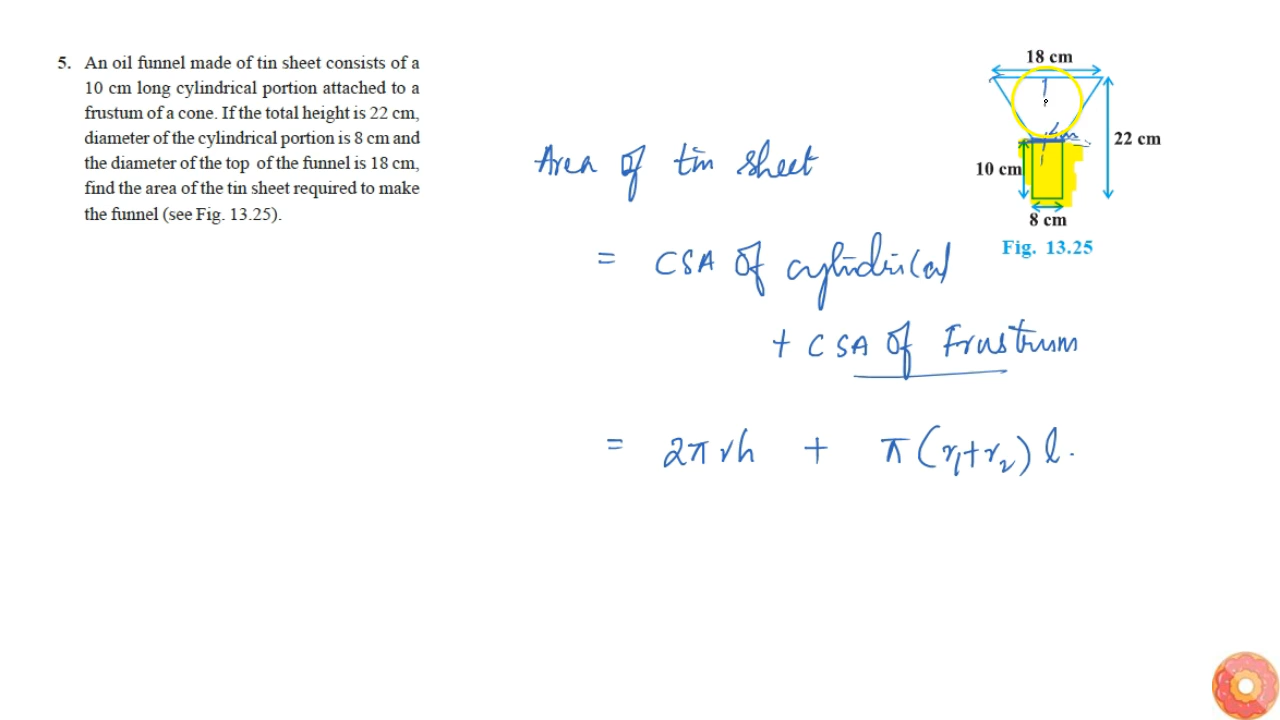 5. An oil funnel made of tin sheet consists of a
10 cm long cylindrical portion attached to a
frustum of a cone. If the total height is 22 cm,
diameter of the cylindrical portion is 8 cm and
the diameter of the top of the funnel is 18 cm,
find the area of the tin sheet required to make
the funnel (see Fig. 13.25).
18 cm
22 cm
10 cm
8 cm
Fig. 13.25
Area of tin sheet
= CSA of cylindrical
+ CSA of Frustum
= 2πrh + π(r₁+r₂)l.